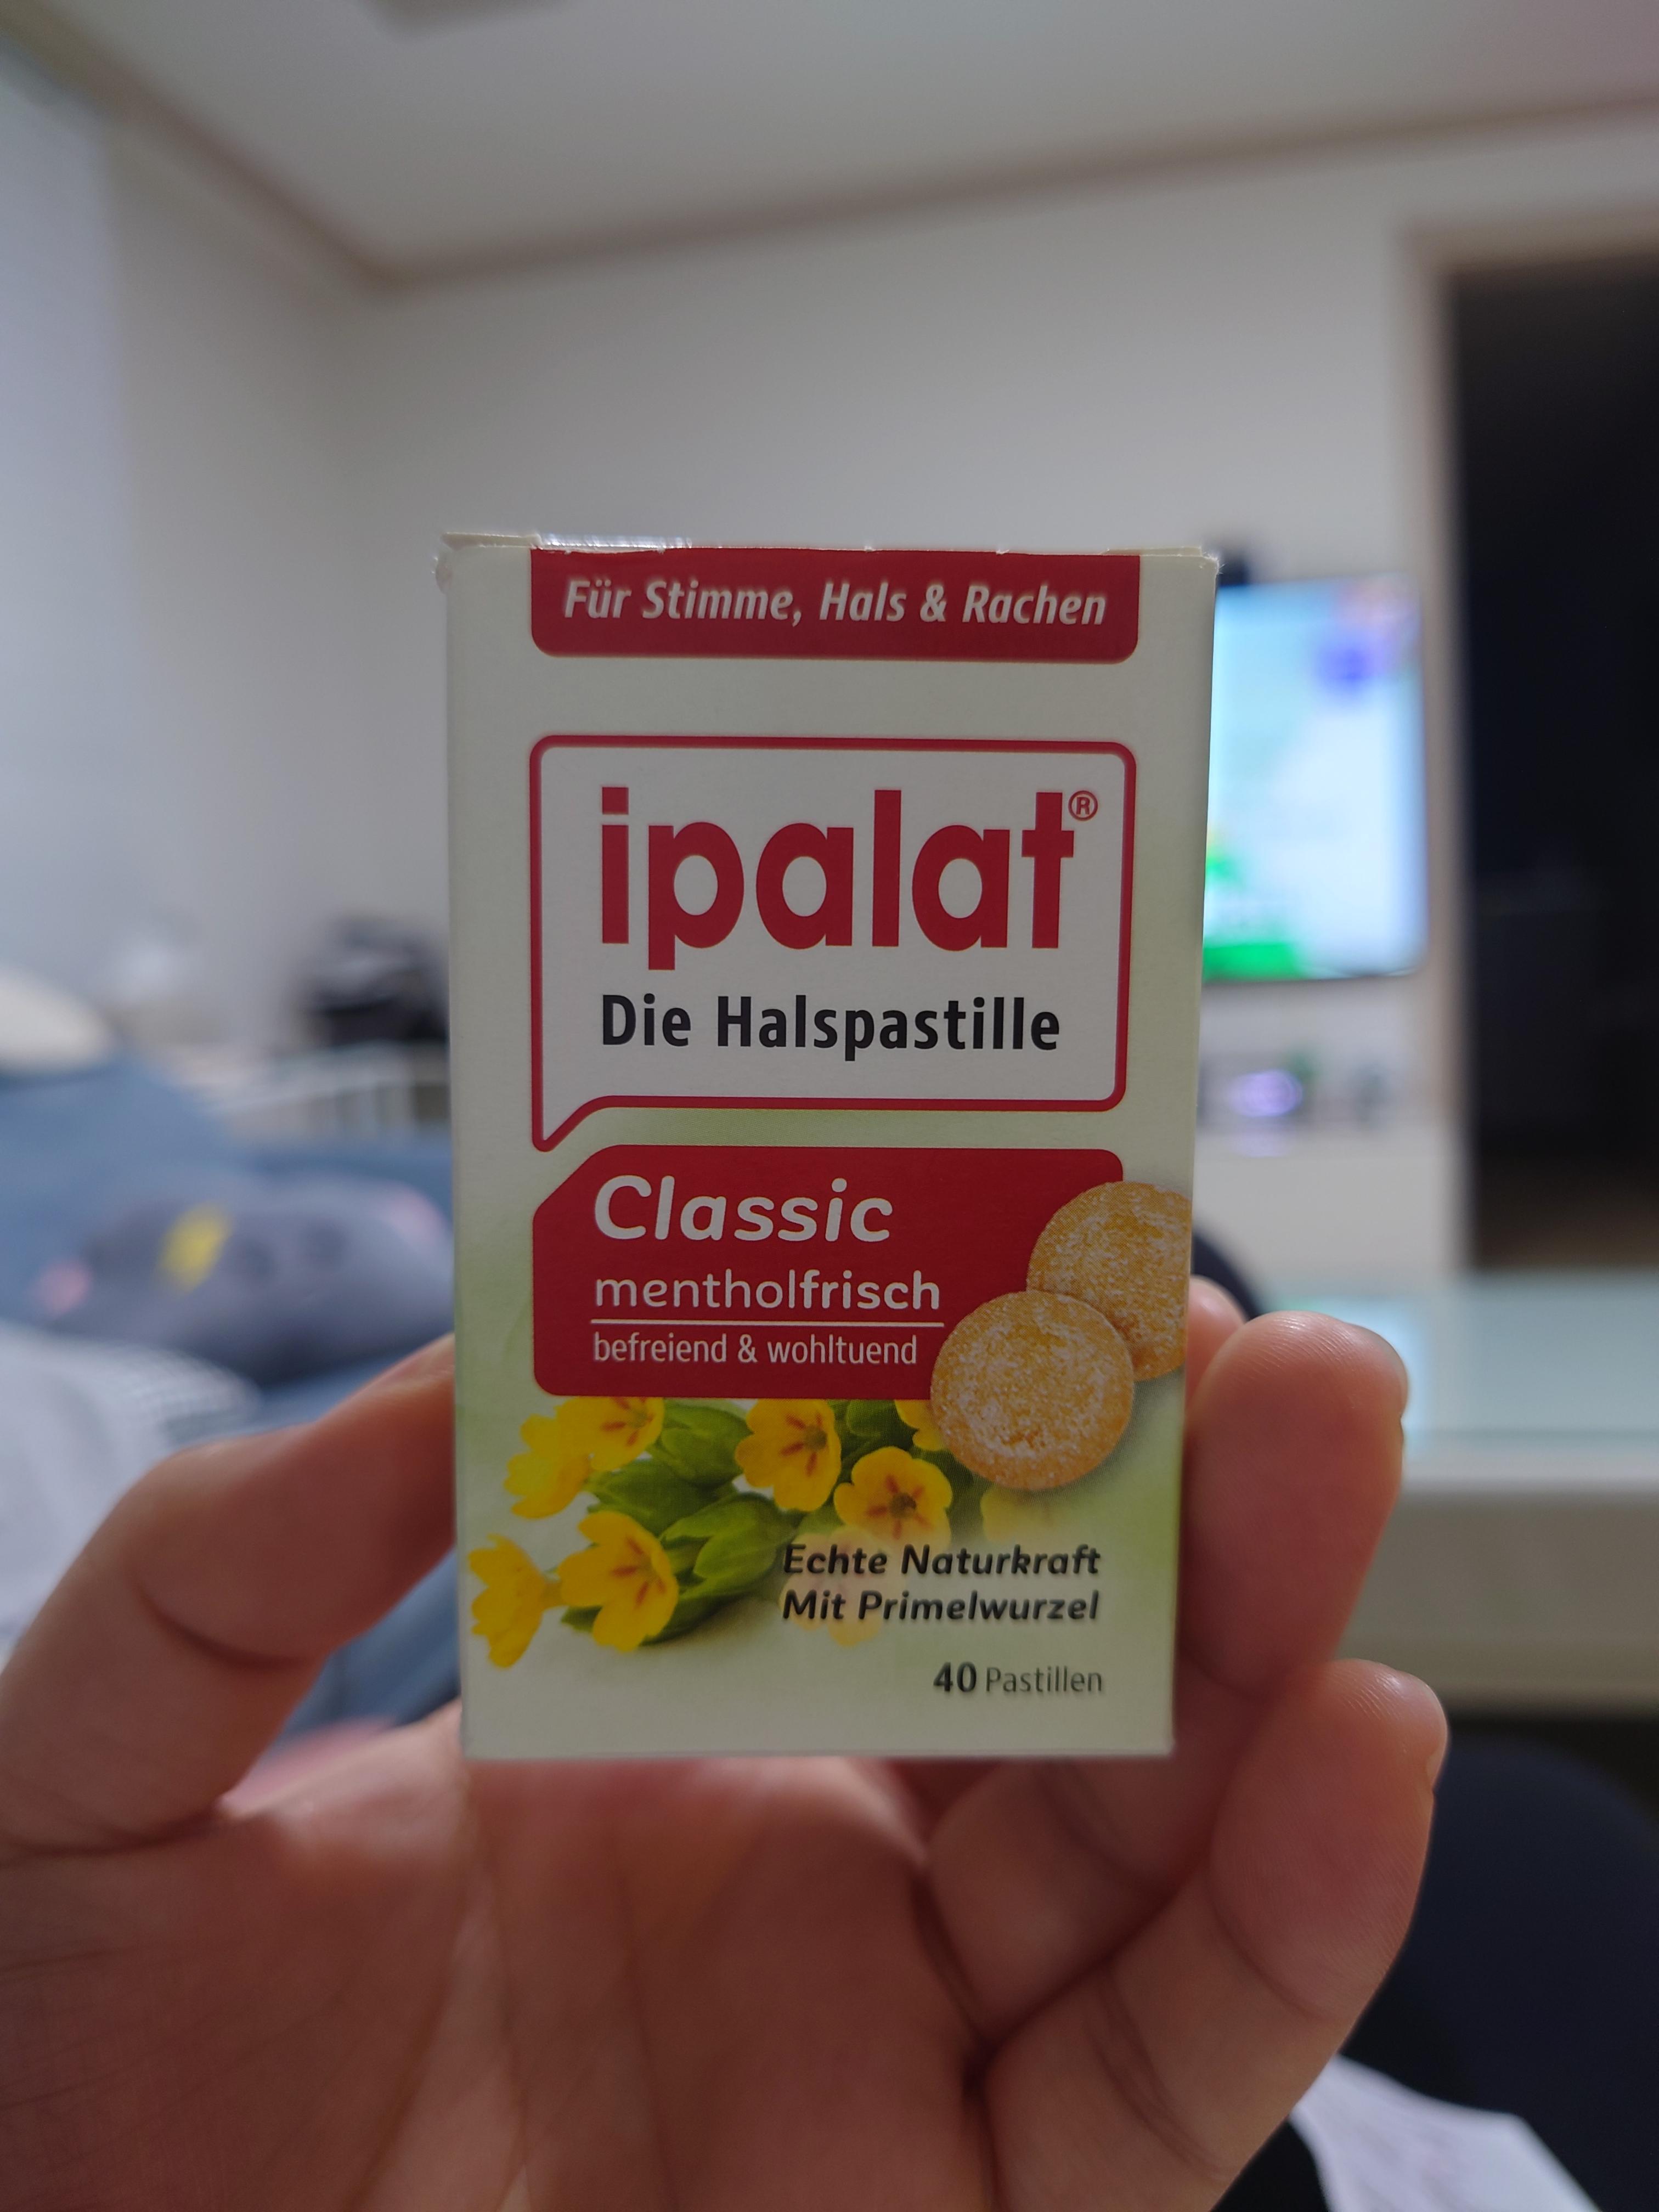 Für Stimme, Hals & Rachen
ipalat®
Die Halspastille
Classic
mentholfrisch
befreiend & wohltuend
Echte Naturkraft
Mit Primelwurzel
40 Pastillen